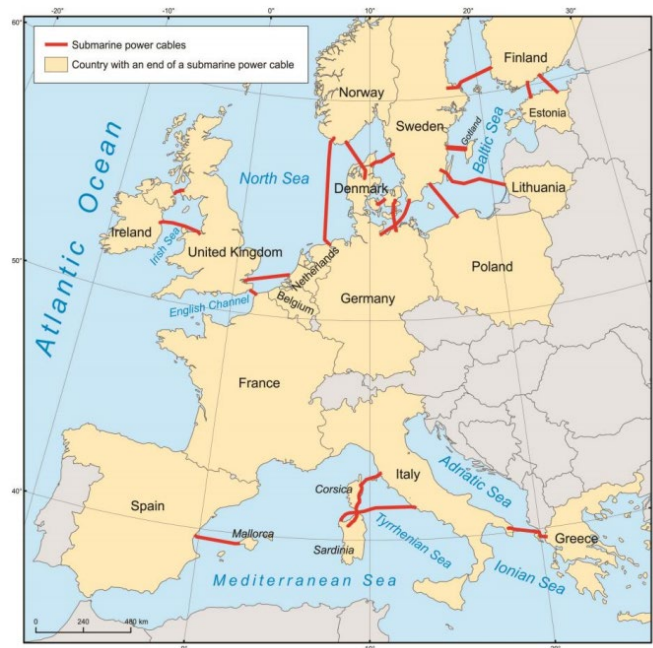 -20°
-10°
0°
10°
20°
30°
60°
Submarine power cables
Country with an end of a submarine power cable
Finland
Norway
Sweden
Estonia
Gotland
Baltic Sea
Atlantic Ocean
North Sea
Denmark
Lithuania
Ireland
Irish Sea
United Kingdom
Netherlands
Poland
50°
English Channel
Belgium
Germany
France
Adriatic Sea
Italy
Corsica
40°
Spain
Mallorca
Tyrrhenian Sea
Greece
Sardinia
Ionian Sea
Mediterranean Sea
0
240
480 km
0°
10°
20°